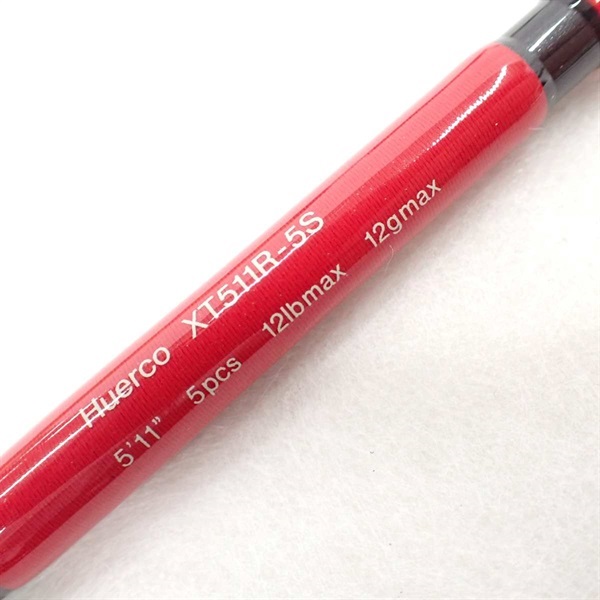 Huerco XT511R-5S
5'11" 5pcs 12lbmax 12gmax